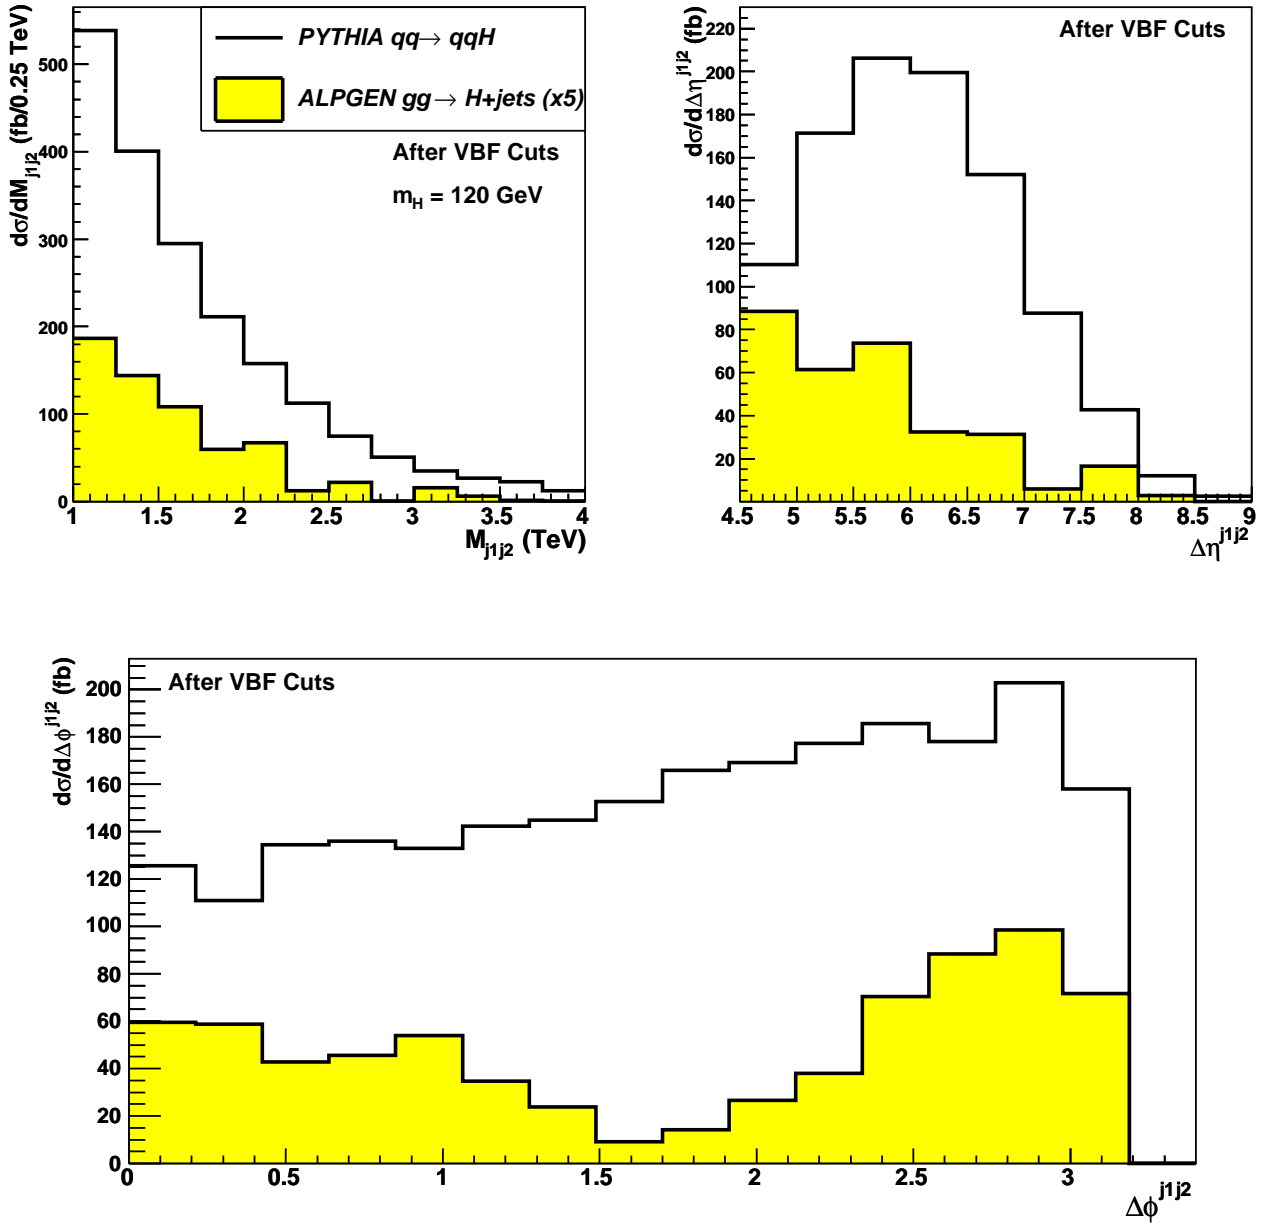 PYTHIA qq→ qqH
ALPGEN gg→ H+jets (x5)
After VBF Cuts
m_H = 120 GeV
dσ/dM_j1j2 (fb/0.25 TeV)
500
400
300
200
100
0
1 1.5 2 2.5 3 3.5 4
M_j1j2 (TeV)
After VBF Cuts
dσ/dΔη^j1j2 (fb)
220
200
180
160
140
120
100
80
60
40
20
4.5 5 5.5 6 6.5 7 7.5 8 8.5 9
Δη^j1j2
After VBF Cuts
dσ/dΔϕ^j1j2 (fb)
200
180
160
140
120
100
80
60
40
20
0
0 0.5 1 1.5 2 2.5 3
Δϕ^j1j2